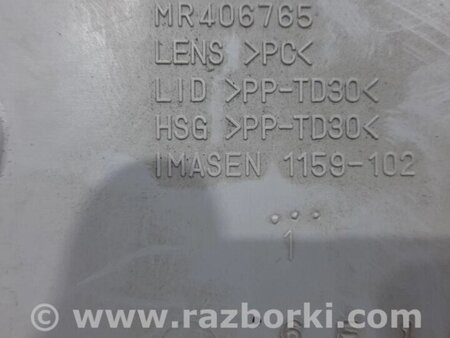 MR406765
LENS >PC<
LID >PP-TD30<
HSG >PP-TD30<
IMASEN 1159-102
1
© www.razborki.com